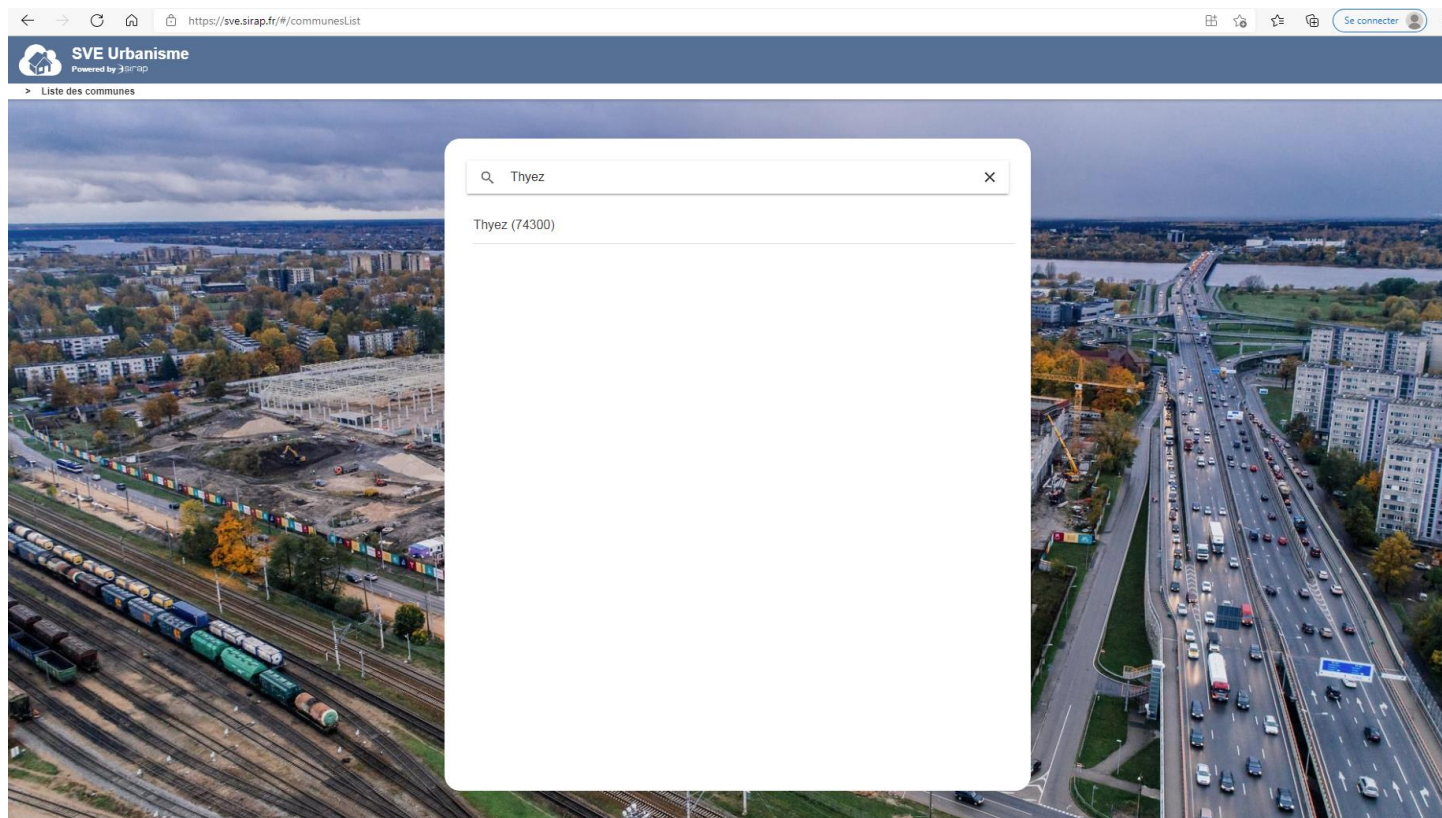 https://sve.sirap.fr/#/communesList
Se connecter
SVE Urbanisme
Powered by sirap
> Liste des communes
Thyez
Thyez (74300)